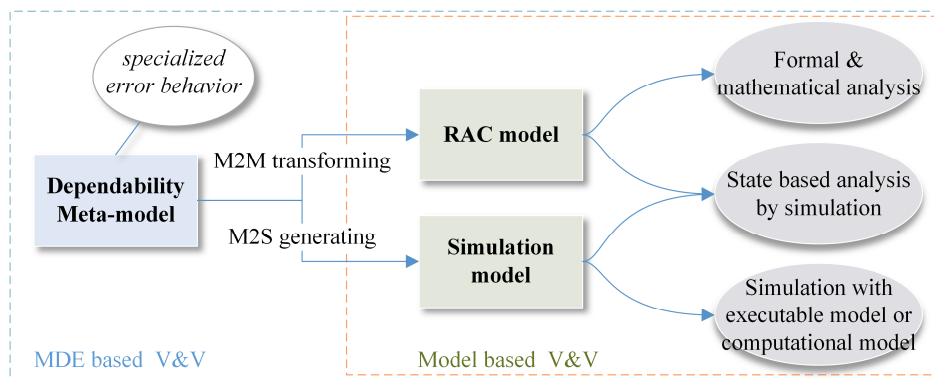 specialized
error behavior
Dependability
Meta-model
M2M transforming
M2S generating
RAC model
Simulation
model
Formal &
mathematical analysis
State based analysis
by simulation
Simulation with
executable model or
computational model
MDE based V&V
Model based V&V